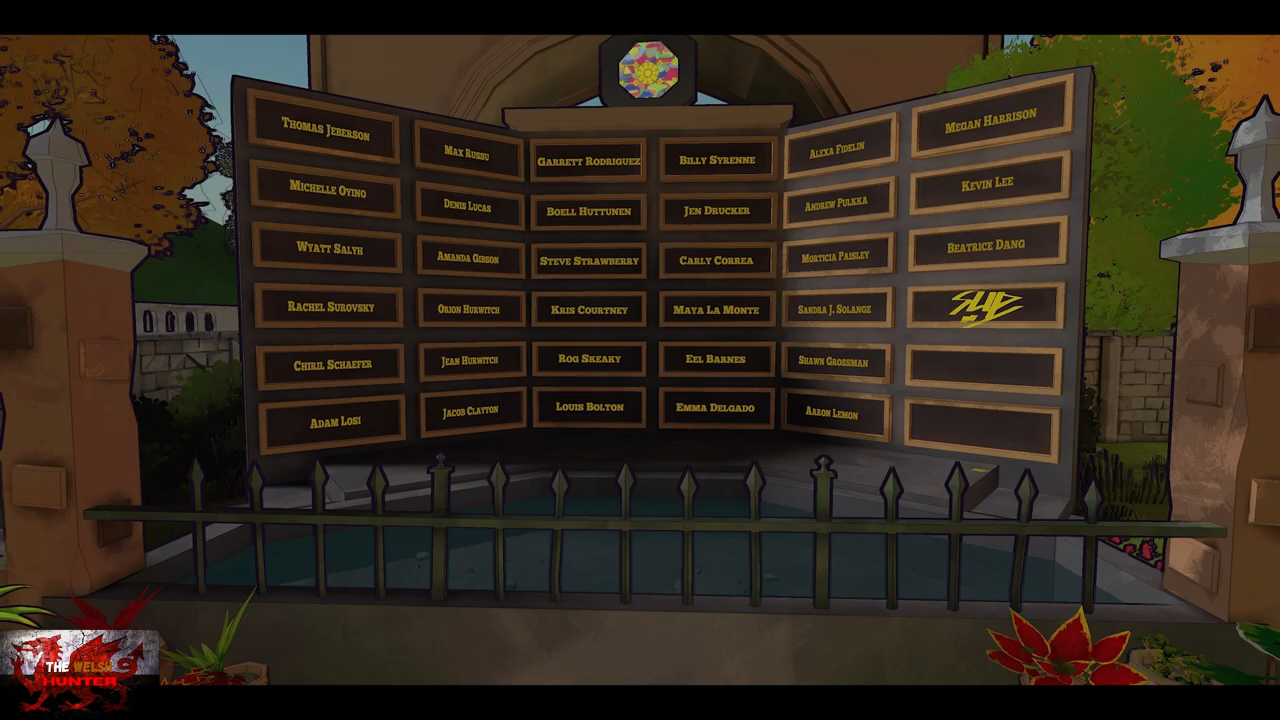 THOMAS JEBERSON
MICHELLE OYINO
WYATT SALYH
RACHEL SUROVSKY
CHIRIL SCHAEFER
ADAM LOSI
MAX RUSSU
DENIS LUCAS
AMANDA GIBSON
ORION HURWITCH
JEAN HURWITCH
JACOB CLAYTON
GARRETT RODRIGUEZ
BOELL HUTTUNEN
STEVE STRAWBERRY
KRIS COURTNEY
ROG SKEAKY
LOUIS BOLTON
BILLY SYRENNE
JEN DRUCKER
CARLY CORREA
MAYA LA MONTE
EEL BARNES
EMMA DELGADO
ALEXA FIDELIN
ANDREW PULKKA
MORTICIA PAISLEY
SANDRA J. SOLANGE
SHAWN GROSSMAN
AARON LEMON
MEGAN HARRISON
KEVIN LEE
BEATRICE DANG
THE WELSH
HUNTER